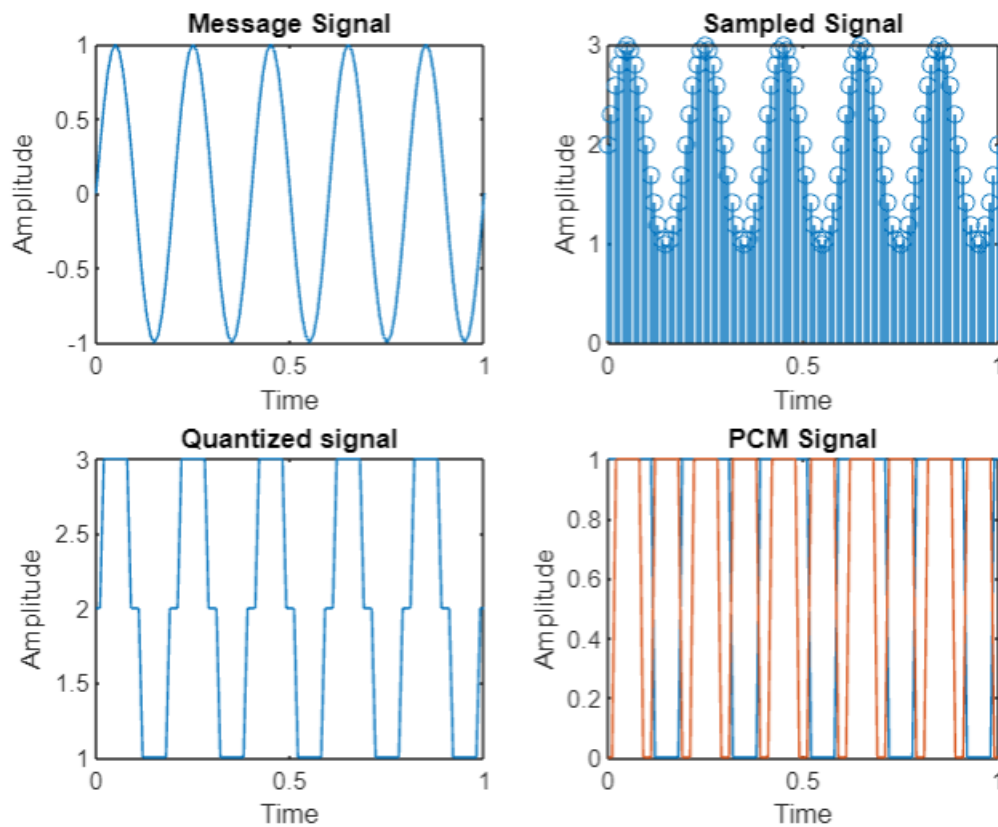 Message Signal
1
0.5
0
-0.5
-1
Amplitude
0 0.5 1
Time
Sampled Signal
3
2
1
0
Amplitude
0 0.5 1
Time
Quantized signal
3
2.5
2
1.5
1
Amplitude
0 0.5 1
Time
PCM Signal
1
0.8
0.6
0.4
0.2
0
Amplitude
0 0.5 1
Time